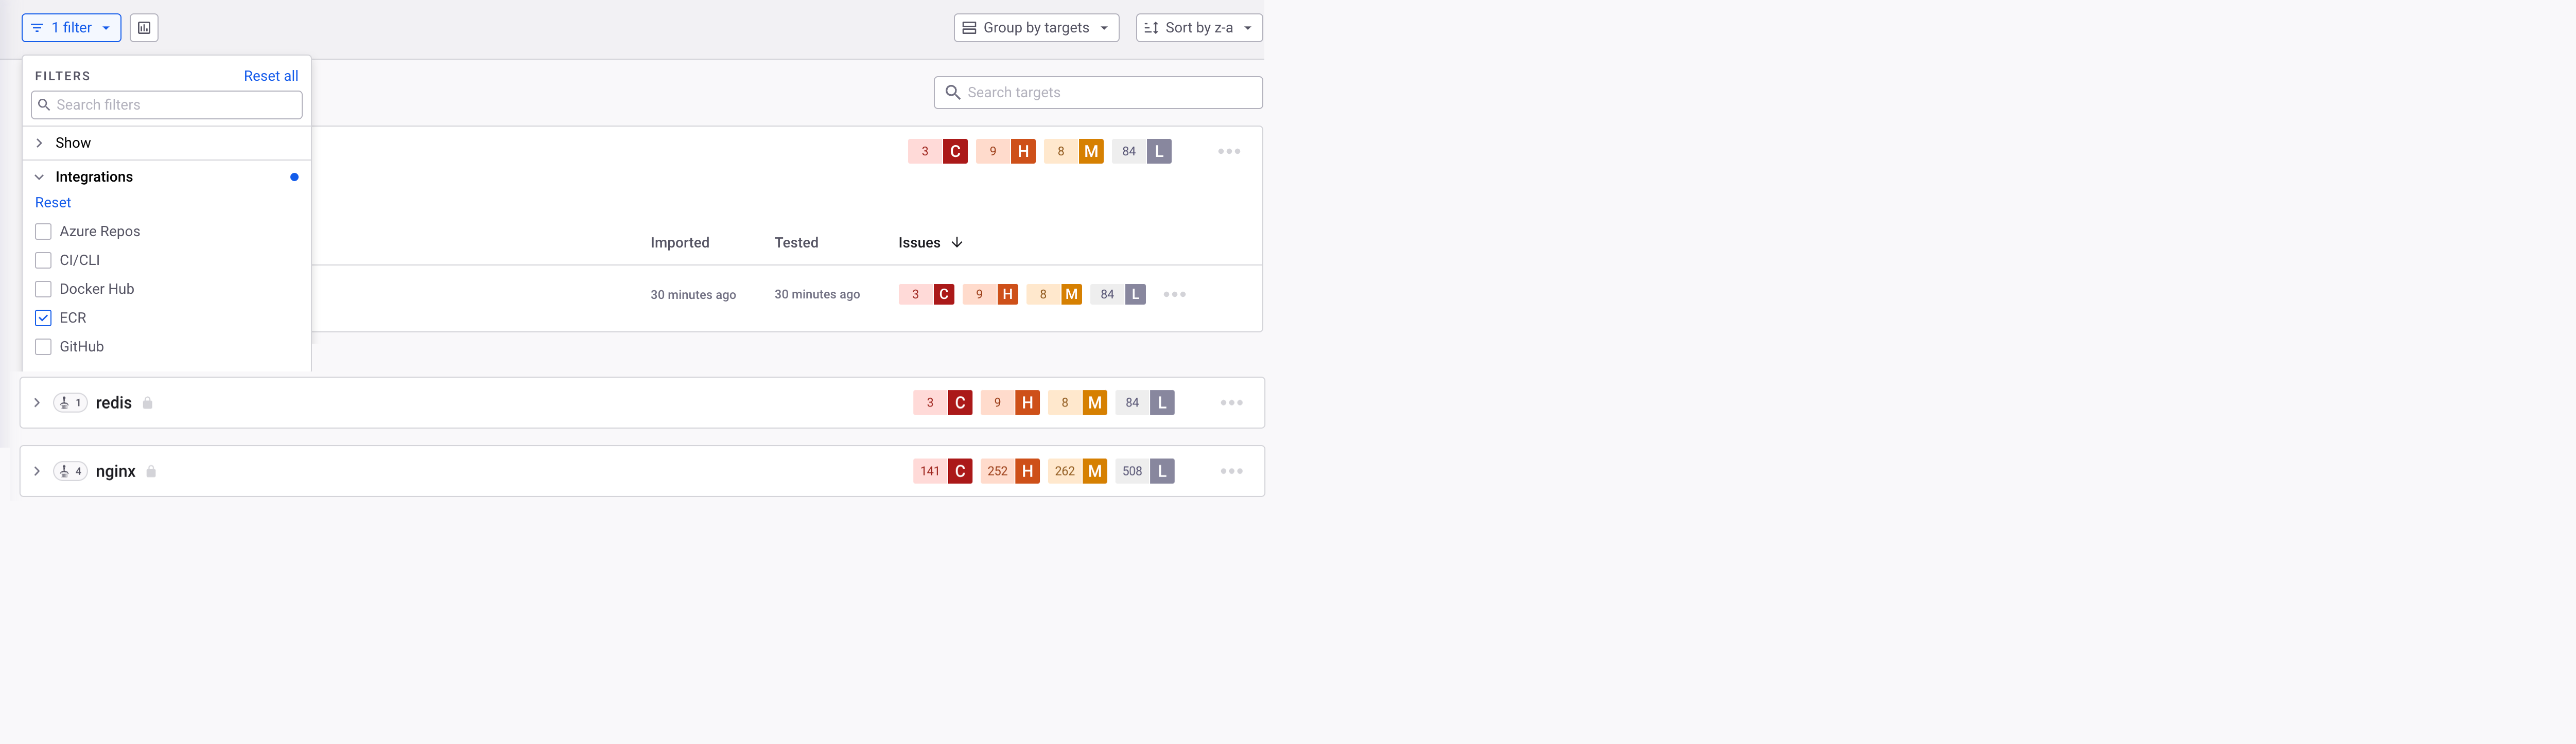 1 filter
Group by targets
Sort by z-a
FILTERS Reset all
Search filters
Search targets
Show
3 C 9 H 8 M 84 L
Integrations
Reset
Azure Repos
CI/CLI
Docker Hub
ECR
GitHub
Imported Tested Issues
30 minutes ago 30 minutes ago 3 C 9 H 8 M 84 L
1 redis 3 C 9 H 8 M 84 L
4 nginx 141 C 252 H 262 M 508 L